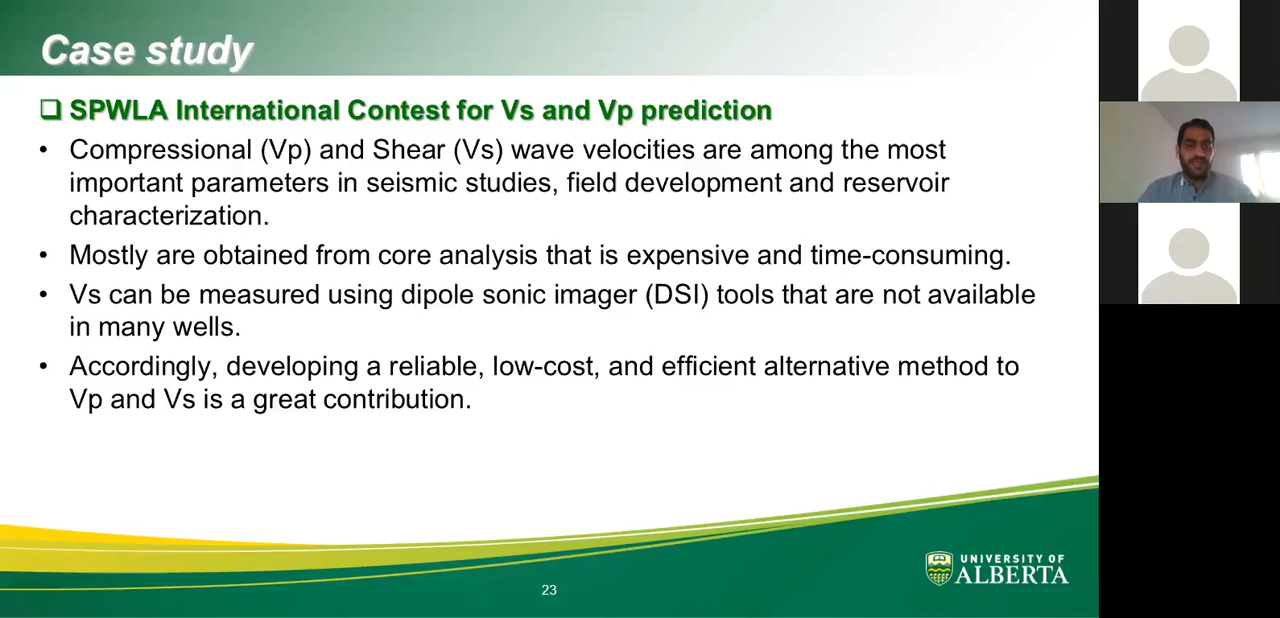 Case study
❑ SPWLA International Contest for Vs and Vp prediction
• Compressional (Vp) and Shear (Vs) wave velocities are among the most
important parameters in seismic studies, field development and reservoir
characterization.
• Mostly are obtained from core analysis that is expensive and time-consuming.
• Vs can be measured using dipole sonic imager (DSI) tools that are not available
in many wells.
• Accordingly, developing a reliable, low-cost, and efficient alternative method to
Vp and Vs is a great contribution.
UNIVERSITY OF
ALBERTA
23